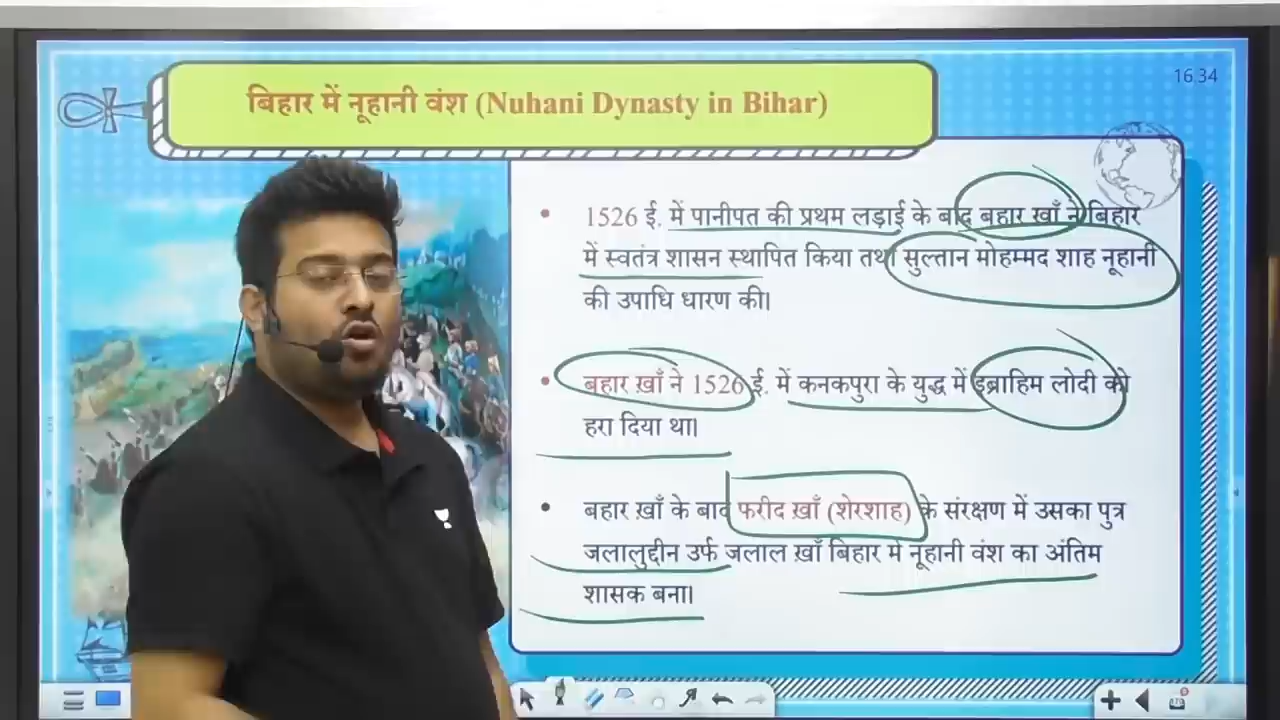 16 34
बिहार में नूहानी वंश (Nuhani Dynasty in Bihar)
1526 ई. में पानीपत की प्रथम लड़ाई के बाद बहार खाँ ने बिहार
में स्वतंत्र शासन स्थापित किया तथा सुल्तान मोहम्मद शाह नूहानी
की उपाधि धारण की।
बहार ख़ाँ ने 1526 ई. में कनकपुरा के युद्ध में इब्राहिम लोदी को
हरा दिया था।
बहार ख़ाँ के बाद फरीद ख़ाँ (शेरशाह) के संरक्षण में उसका पुत्र
जलालुद्दीन उर्फ जलाल ख़ाँ बिहार में नूहानी वंश का अंतिम
शासक बना।